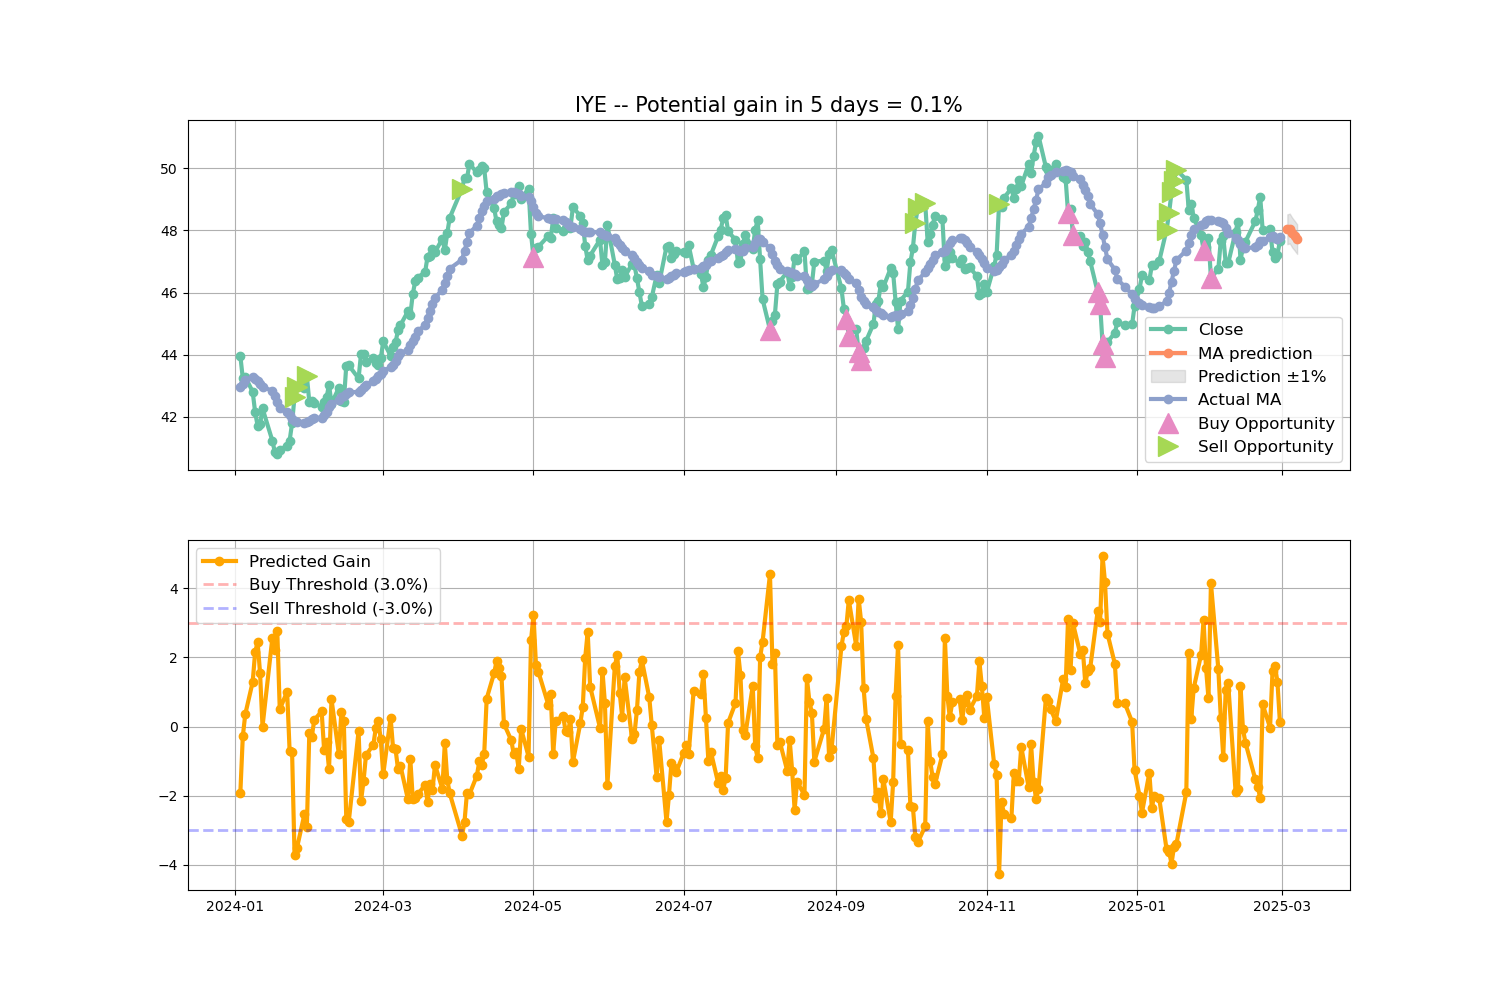 IYE -- Potential gain in 5 days = 0.1%
50
48
46
44
42
Close
MA prediction
Prediction ±1%
Actual MA
Buy Opportunity
Sell Opportunity
Predicted Gain
Buy Threshold (3.0%)
Sell Threshold (-3.0%)
4
2
0
−2
−4
2024-01
2024-03
2024-05
2024-07
2024-09
2024-11
2025-01
2025-03